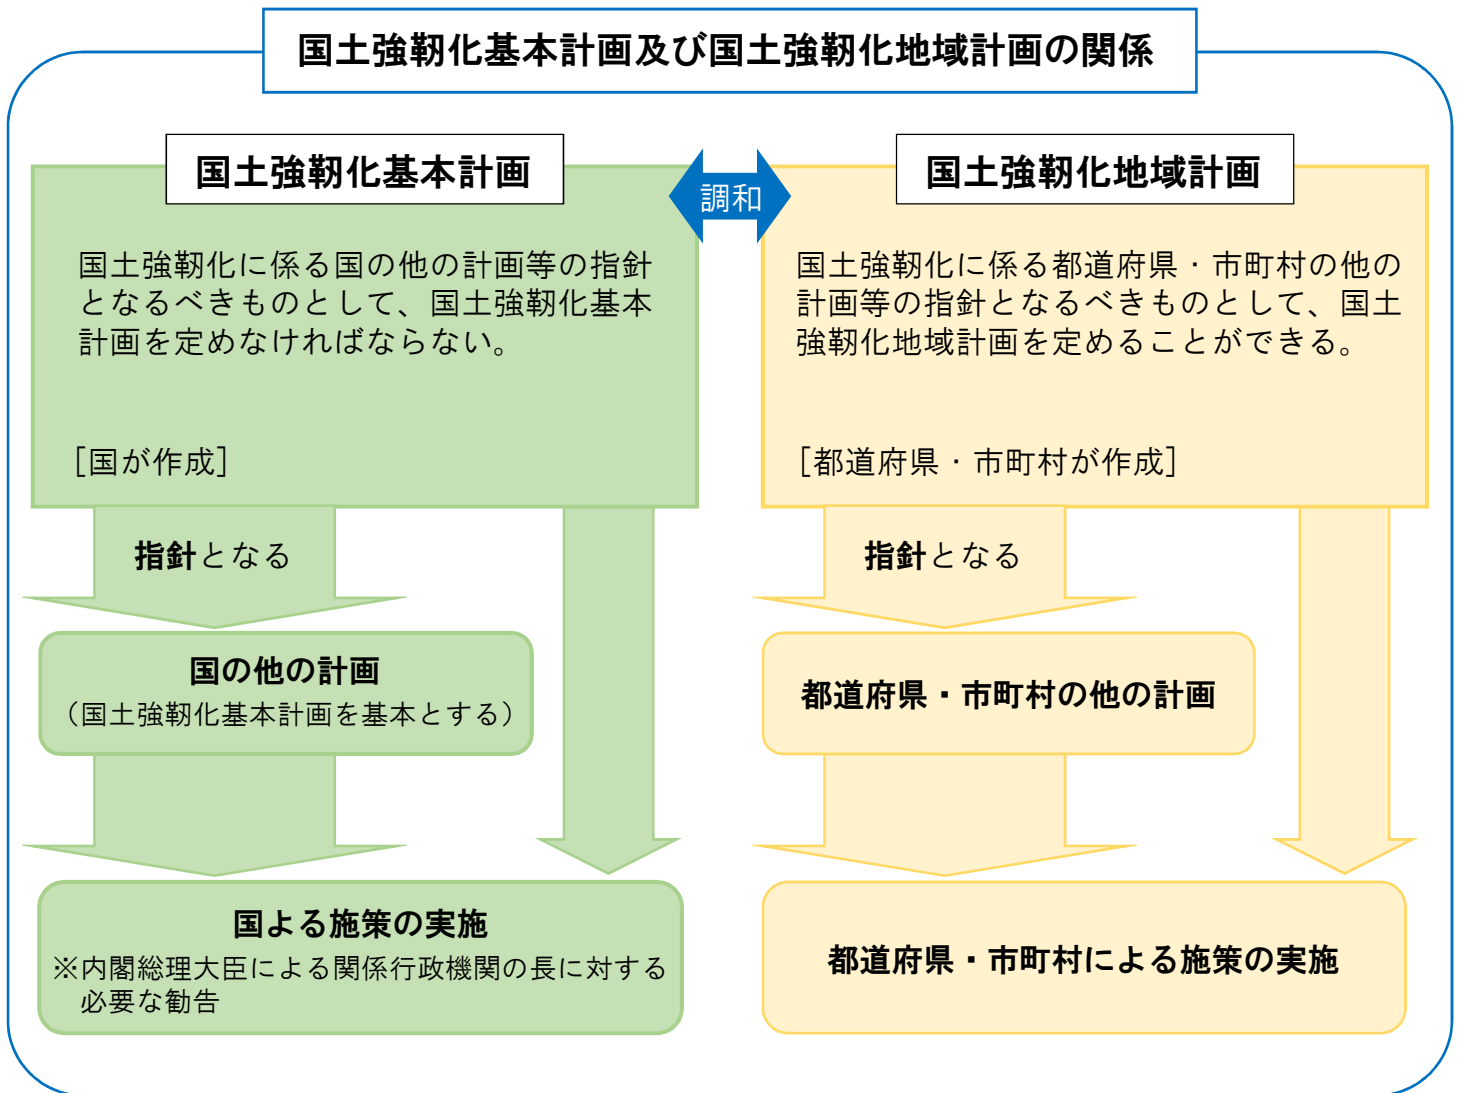 国土強靭化基本計画及び国土強靭化地域計画の関係
国土強靭化基本計画
調和
国土強靭化地域計画
国土強靭化に係る国の他の計画等の指針
となるべきものとして、国土強靭化基本
計画を定めなければならない。
［国が作成］
国土強靭化に係る都道府県・市町村の他の
計画等の指針となるべきものとして、国土
強靭化地域計画を定めることができる。
［都道府県・市町村が作成］
指針となる
指針となる
国の他の計画
（国土強靭化基本計画を基本とする）
都道府県・市町村の他の計画
国よる施策の実施
※内閣総理大臣による関係行政機関の長に対する
必要な勧告
都道府県・市町村による施策の実施